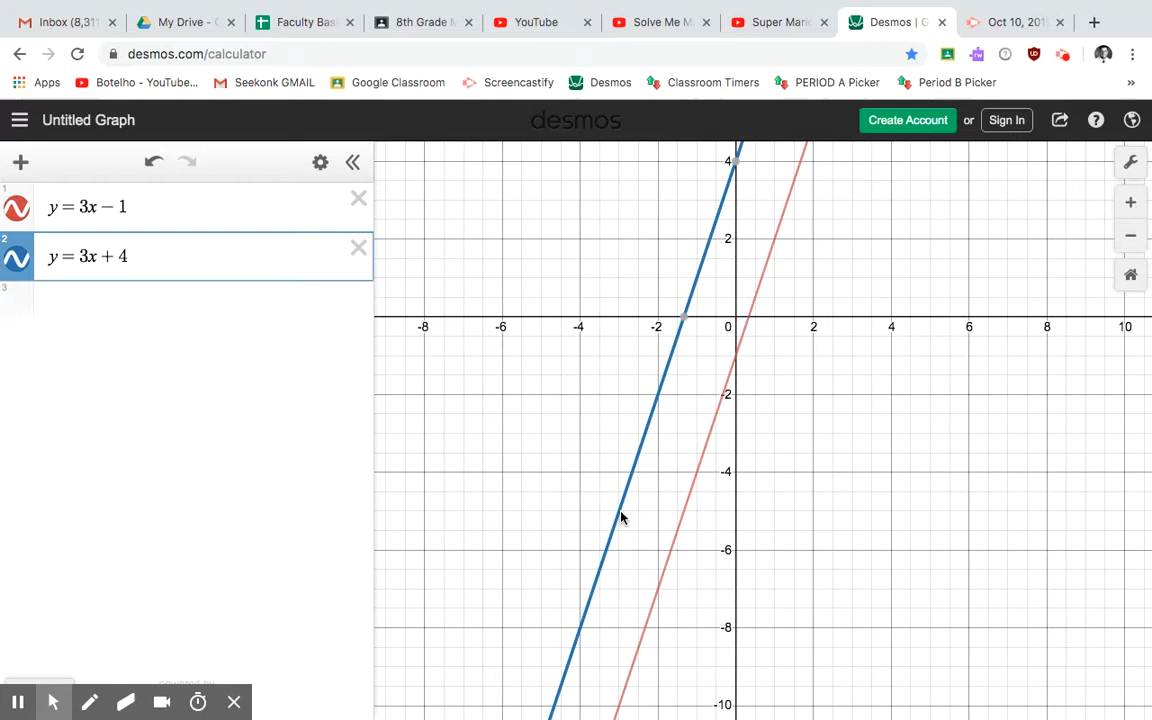 Inbox (8,311
My Drive - G
Faculty Bas
8th Grade M
YouTube
Solve Me M
Super Mari
Desmos | G
Oct 10, 201
desmos.com/calculator
Apps
Botelho - YouTube...
Seekonk GMAIL
Google Classroom
Screencastify
Desmos
Classroom Timers
PERIOD A Picker
Period B Picker
»
Untitled Graph
desmos
Create Account
or
Sign In
1
y = 3x − 1
2
y = 3x + 4
3
4
2
-8
-6
-4
-2
0
2
4
6
8
10
-2
-4
-6
-8
-10
powered by